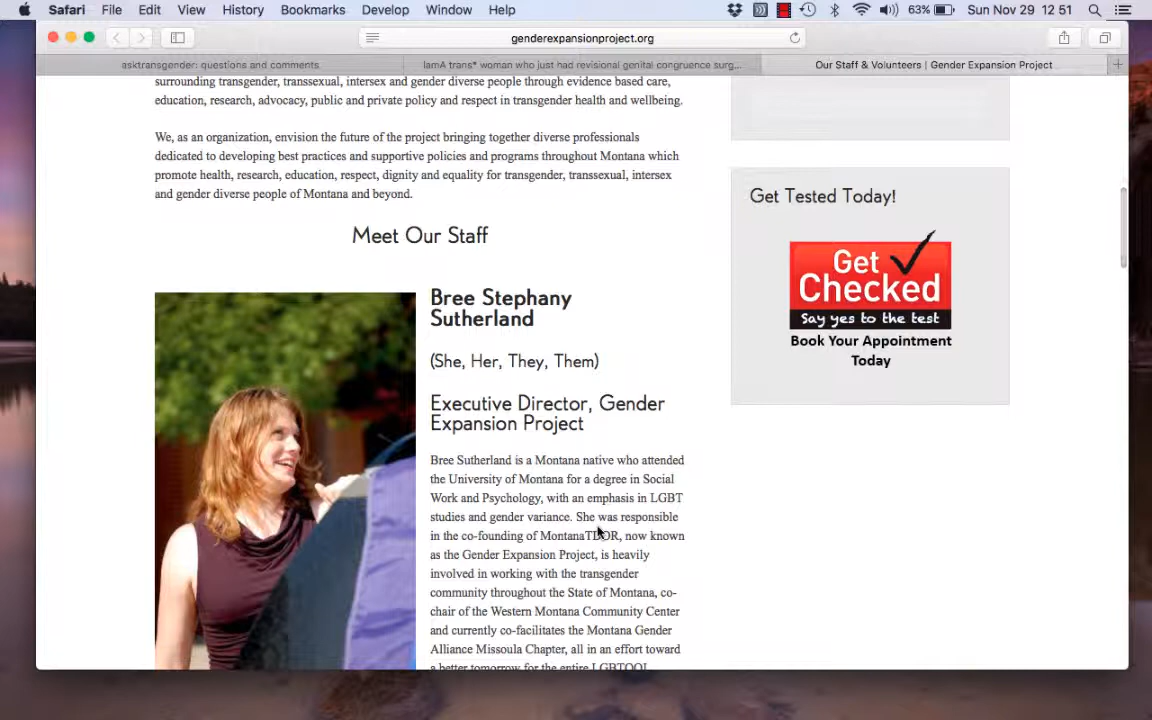 Safari File Edit View History Bookmarks Develop Window Help 63% Sun Nov 29 12 51
genderexpansionproject.org
asktransgender: questions and comments
IamA trans* woman who just had revisional genital congruence surg...
Our Staff & Volunteers | Gender Expansion Project
surrounding transgender, transsexual, intersex and gender diverse people through evidence based care,
education, research, advocacy, public and private policy and respect in transgender health and wellbeing.
We, as an organization, envision the future of the project bringing together diverse professionals
dedicated to developing best practices and supportive policies and programs throughout Montana which
promote health, research, education, respect, dignity and equality for transgender, transsexual, intersex
and gender diverse people of Montana and beyond.
Meet Our Staff
Bree Stephany
Sutherland
(She, Her, They, Them)
Executive Director, Gender
Expansion Project
Bree Sutherland is a Montana native who attended
the University of Montana for a degree in Social
Work and Psychology, with an emphasis in LGBT
studies and gender variance. She was responsible
in the co-founding of MontanaTDOR, now known
as the Gender Expansion Project, is heavily
involved in working with the transgender
community throughout the State of Montana, co-
chair of the Western Montana Community Center
and currently co-facilitates the Montana Gender
Alliance Missoula Chapter, all in an effort toward
a better tomorrow for the entire LGBTQQI
Get Tested Today!
Get
Checked
Say yes to the test
Book Your Appointment
Today